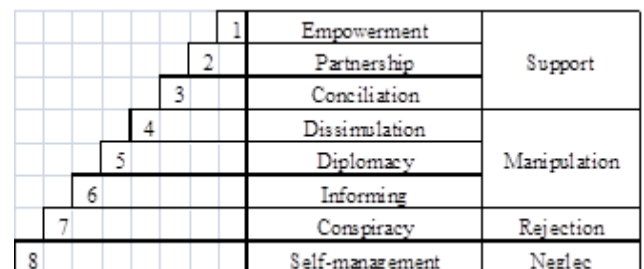 1 Empowerment
2 Partnership Support
3 Conciliation
4 Dissimulation
5 Diplomacy Manipulation
6 Informing
7 Conspiracy Rejection
8 Self-management Neglec